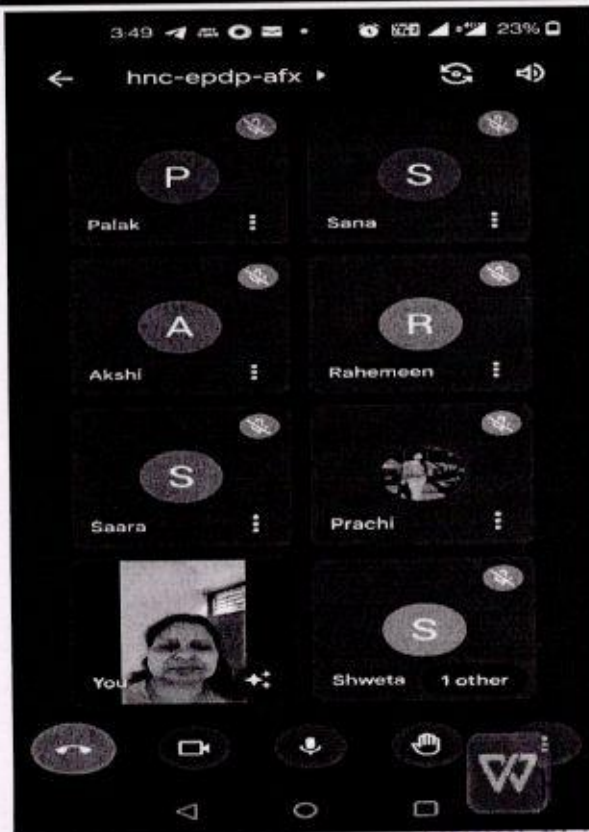 3:49 23%
hnc-epdp-afx
P S
Palak Sana
A R
Akshi Rahemeen
S
Saara Prachi
S
You Shweta 1 other
W